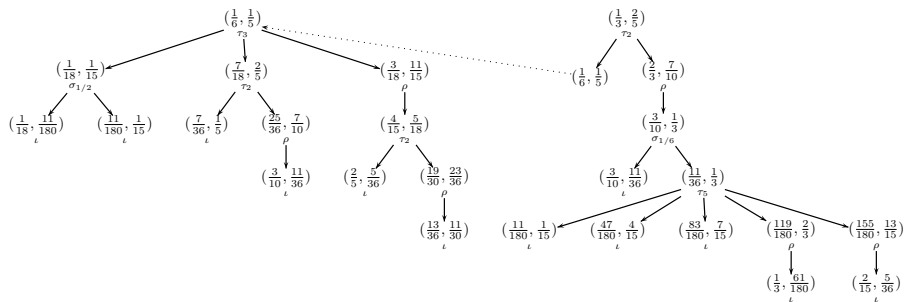 (1/6, 1/5) (1/3, 2/5)
τ₃ τ₂
(1/18, 1/15) (7/18, 2/5) (3/18, 11/15) (1/6, 1/5) (2/3, 7/10)
σ₁/₂ τ₂ ρ ρ
(1/18, 11/180) (11/180, 1/15) (7/36, 1/5) (25/36, 7/10) (4/15, 5/18) (3/10, 1/3)
ι ι ι ρ τ₂ σ₁/₆
(3/10, 11/36) (2/5, 5/36) (19/30, 23/36) (3/10, 11/36) (11/36, 1/3)
ι ι ρ ι τ₅
(13/36, 11/30) (11/180, 1/15) (47/180, 4/15) (83/180, 7/15) (119/180, 2/3) (155/180, 13/15)
ι ι ι ι ρ ρ
(1/3, 61/180) (2/15, 5/36)
ι ι